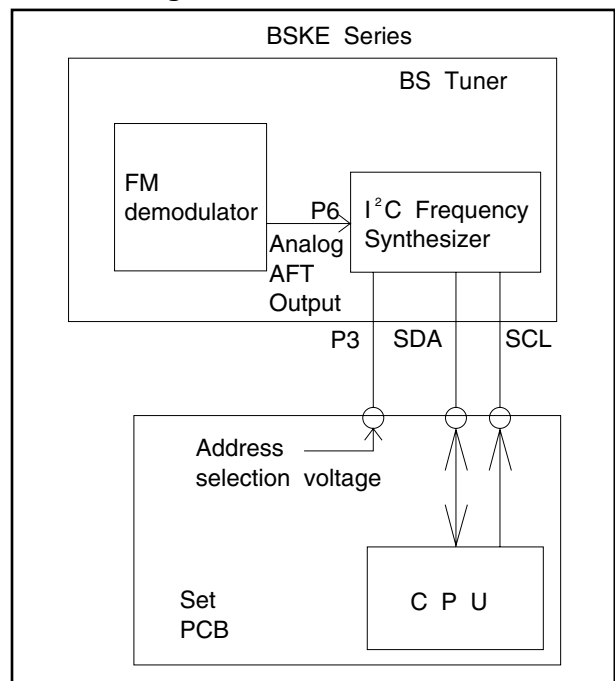 BSKE Series
BS Tuner
FM
demodulator
P6
Analog
AFT
Output
I²C Frequency
Synthesizer
P3
SDA
SCL
Address
selection voltage
Set
PCB
C P U